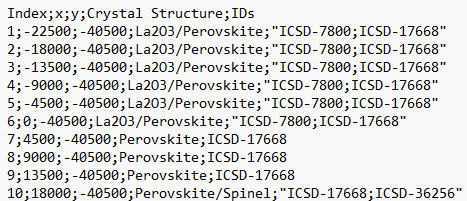 Index;x;y;Crystal Structure;IDs
1;-22500;-40500;La2O3/Perovskite;"ICSD-7800;ICSD-17668"
2;-18000;-40500;La2O3/Perovskite;"ICSD-7800;ICSD-17668"
3;-13500;-40500;La2O3/Perovskite;"ICSD-7800;ICSD-17668"
4;-9000;-40500;La2O3/Perovskite;"ICSD-7800;ICSD-17668"
5;-4500;-40500;La2O3/Perovskite;"ICSD-7800;ICSD-17668"
6;0;-40500;La2O3/Perovskite;"ICSD-7800;ICSD-17668"
7;4500;-40500;Perovskite;ICSD-17668
8;9000;-40500;Perovskite;ICSD-17668
9;13500;-40500;Perovskite;ICSD-17668
10;18000;-40500;Perovskite/Spinel;"ICSD-17668;ICSD-36256"